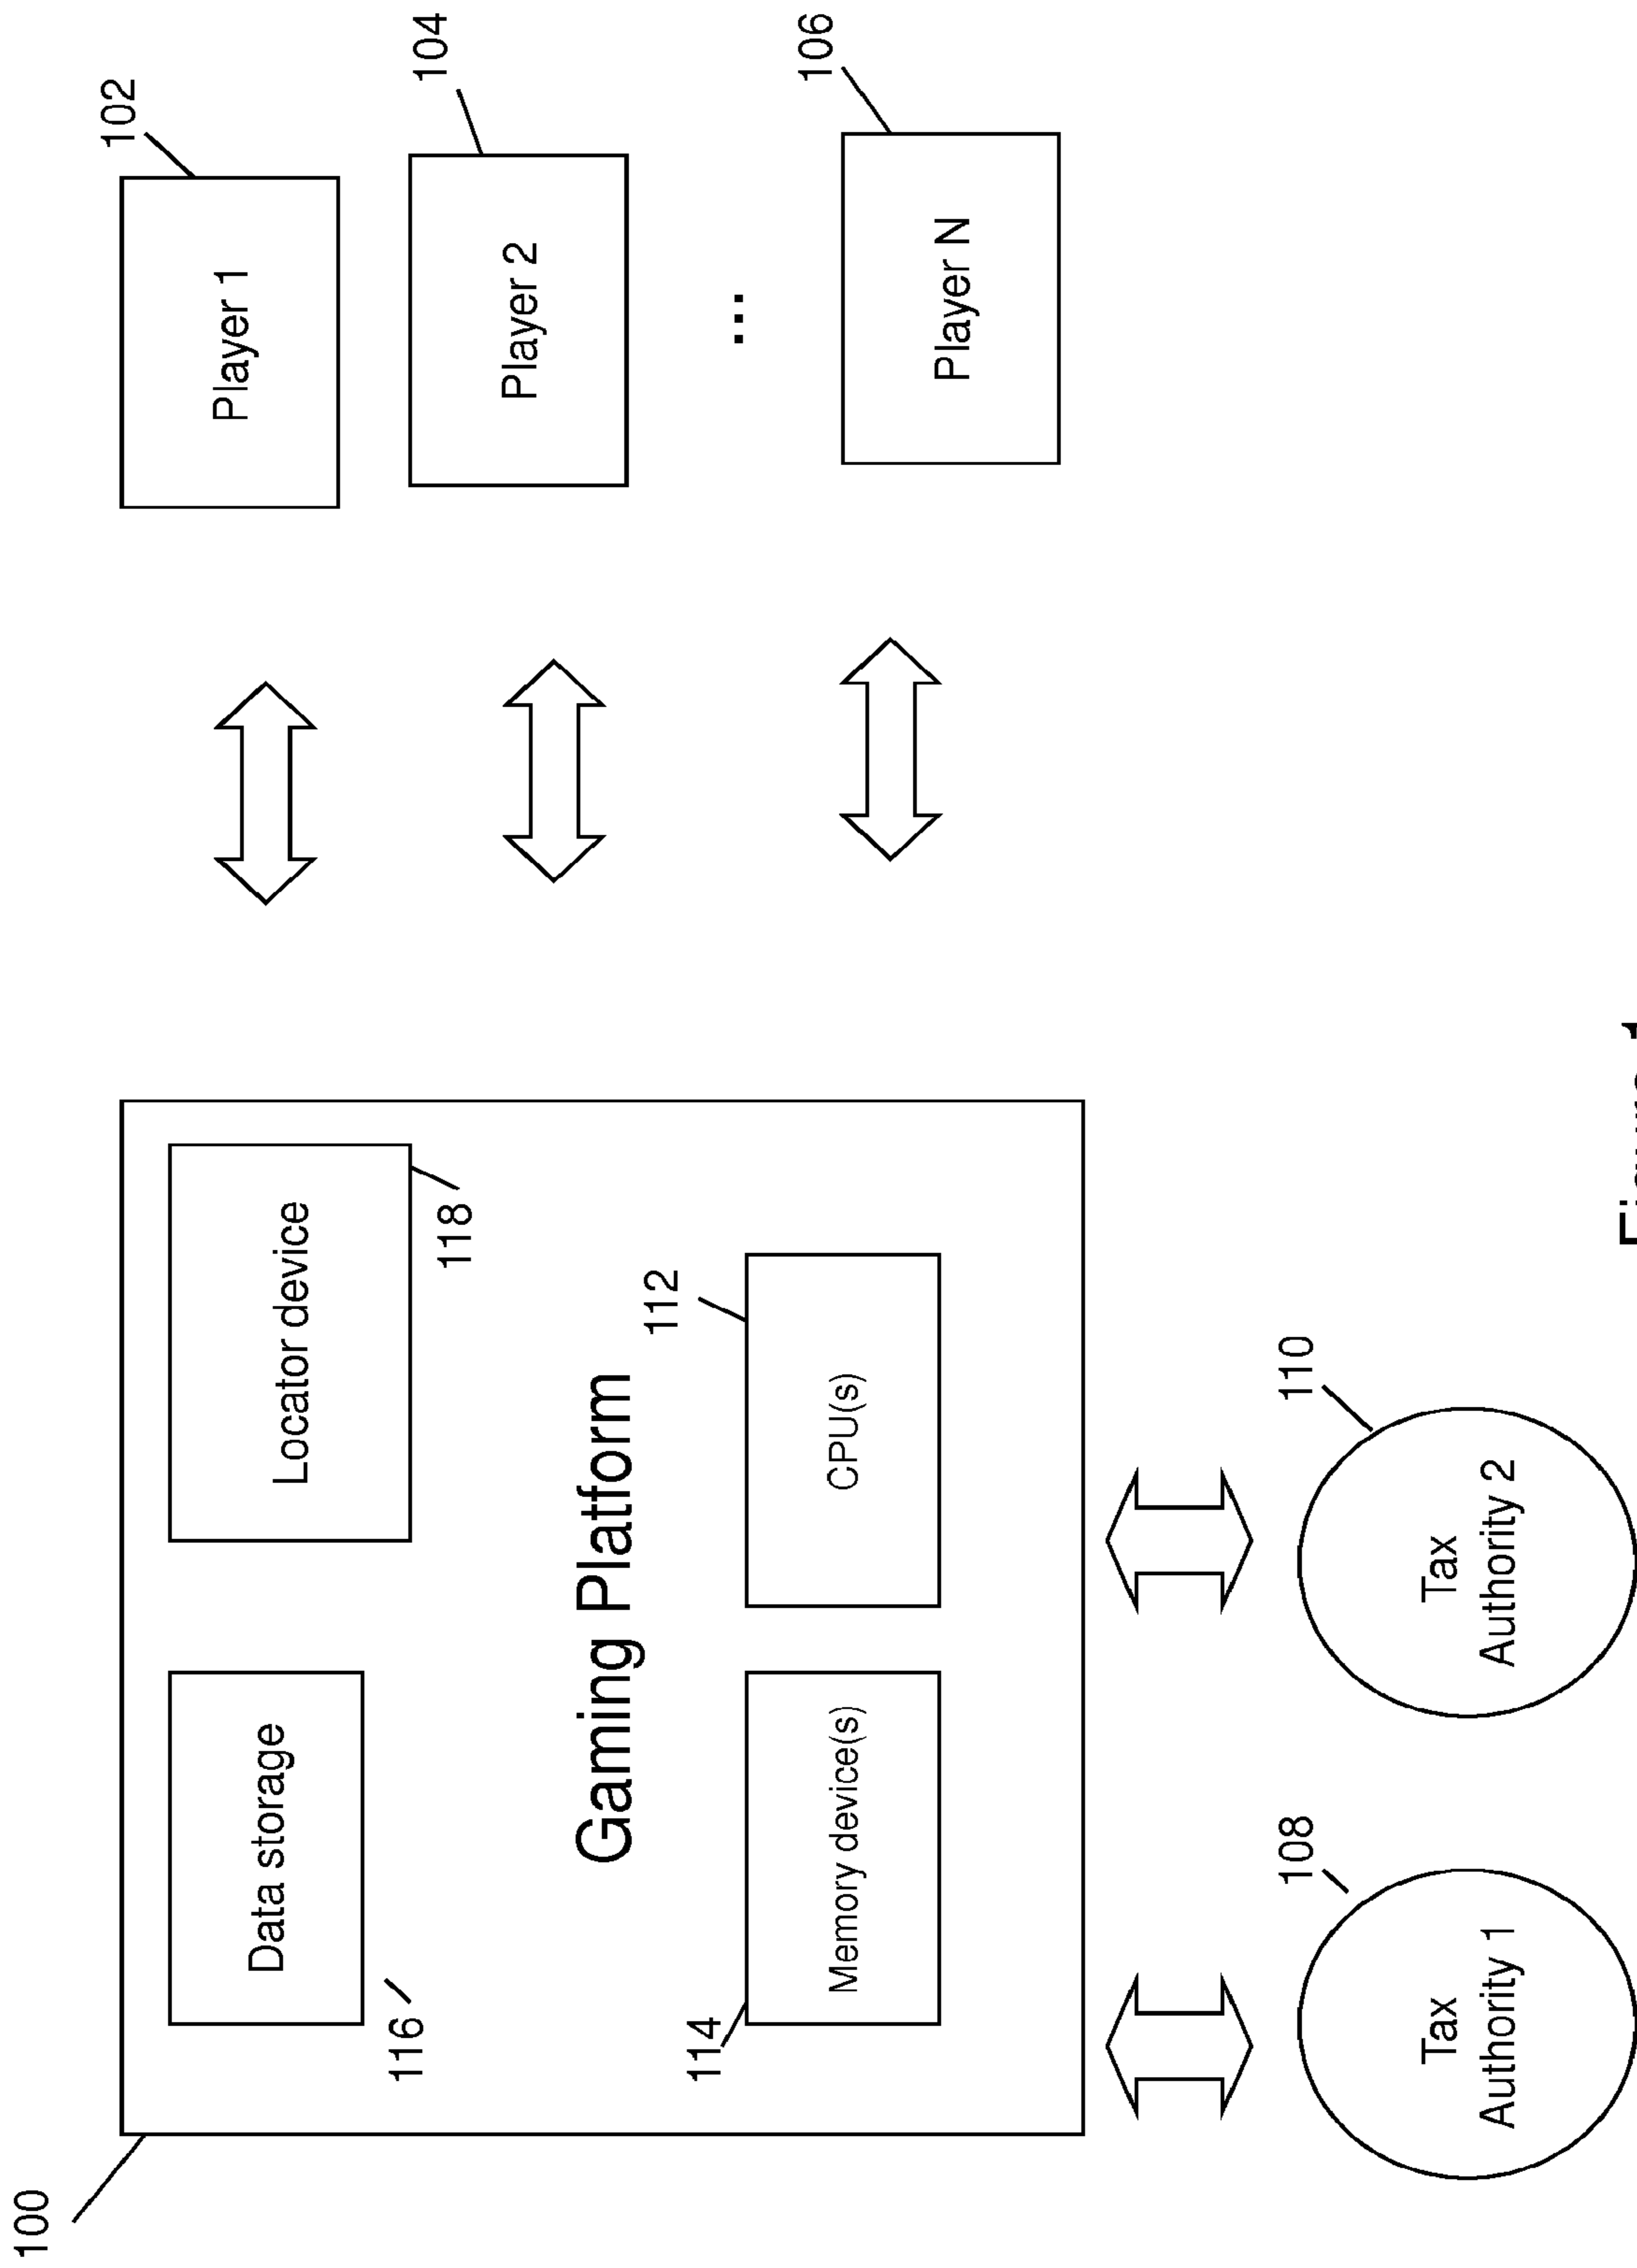 100
Data storage
116
Locator device
118
Gaming Platform
114
Memory device(s)
112
CPU(s)
102
Player 1
104
Player 2
...
106
Player N
108
Tax
Authority 1
110
Tax
Authority 2